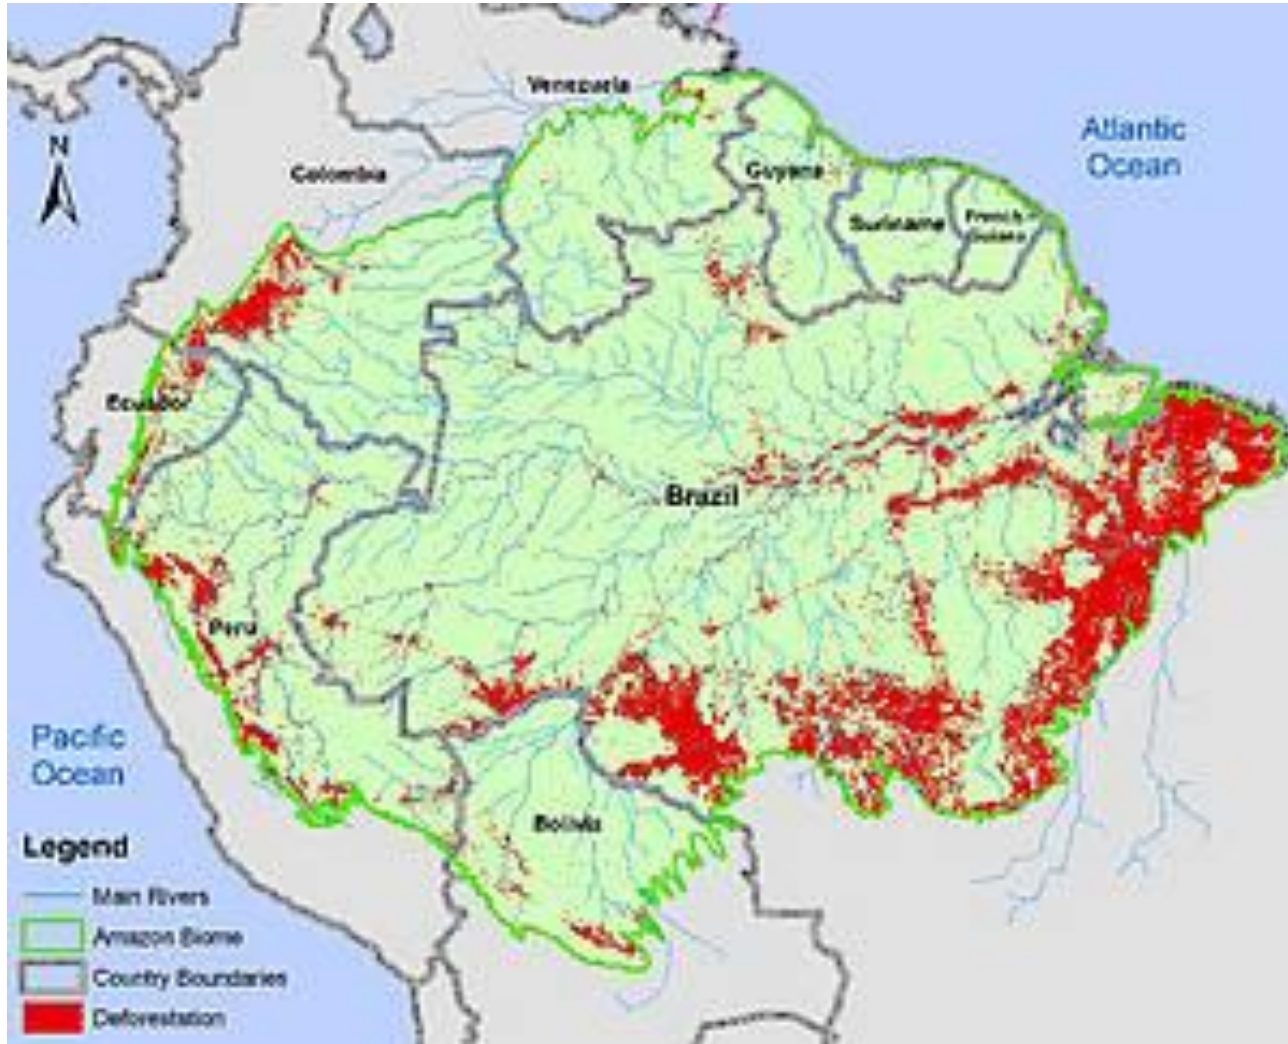 Venezuela
Atlantic
Ocean
N
Colombia
Guyana
Suriname
French
Guiana
Ecuador
Brazil
Peru
Pacific
Ocean
Bolivia
Legend
Main Rivers
Amazon Biome
Country Boundaries
Deforestation